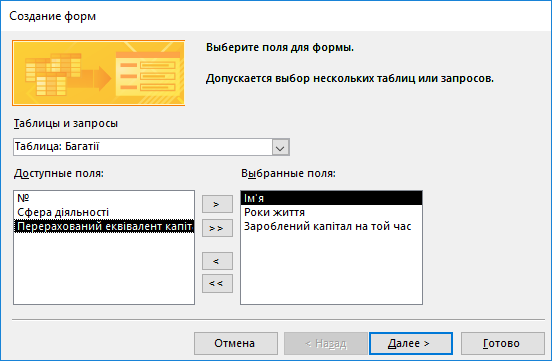 Создание форм
Выберите поля для формы.
Допускается выбор нескольких таблиц или запросов.
Таблицы и запросы
Таблица: Багатії
Доступные поля:
Выбранные поля:
№
Сфера діяльності
Перерахований еквівалент капіт
>
>>
<
<<
Ім'я
Роки життя
Зароблений капітал на той час
Отмена
< Назад
Далее >
Готово